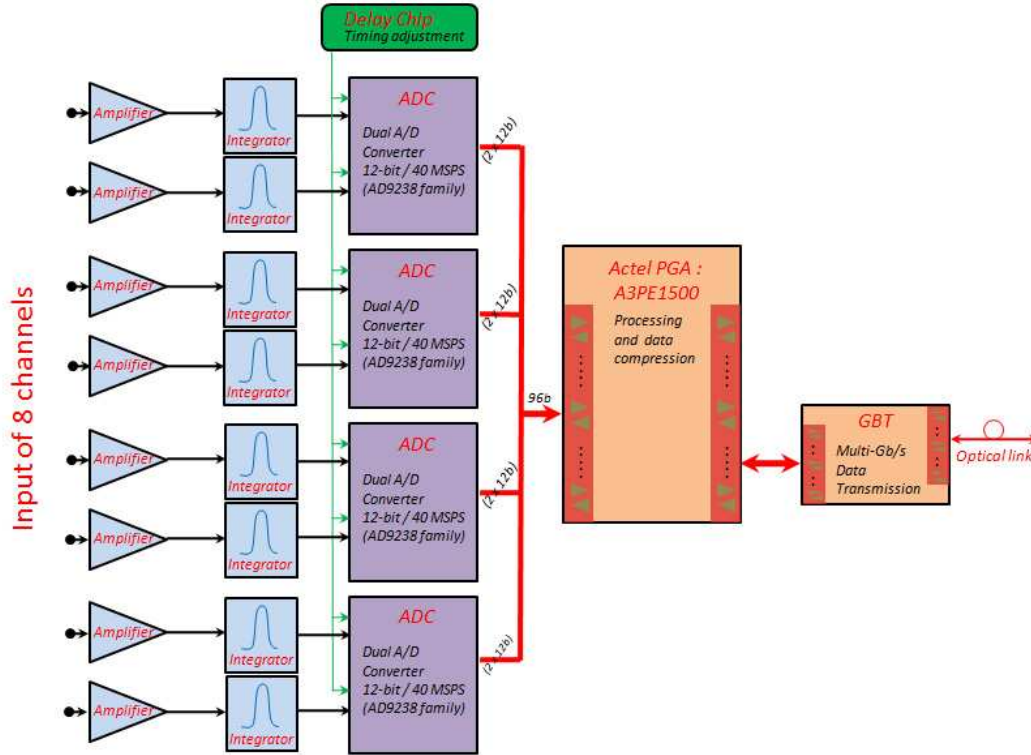 Delay Chip
Timing adjustment
Input of 8 channels
Amplifier
Integrator
Amplifier
Integrator
ADC
Dual A/D
Converter
12-bit / 40 MSPS
(AD9238 family)
(2 x 12b)
Amplifier
Integrator
Amplifier
Integrator
ADC
Dual A/D
Converter
12-bit / 40 MSPS
(AD9238 family)
(2 x 12b)
Amplifier
Integrator
Amplifier
Integrator
ADC
Dual A/D
Converter
12-bit / 40 MSPS
(AD9238 family)
(2 x 12b)
Amplifier
Integrator
Amplifier
Integrator
ADC
Dual A/D
Converter
12-bit / 40 MSPS
(AD9238 family)
(2 x 12b)
96b
Actel PGA :
A3PE1500
Processing
and data
compression
GBT
Multi-Gb/s
Data
Transmission
Optical link